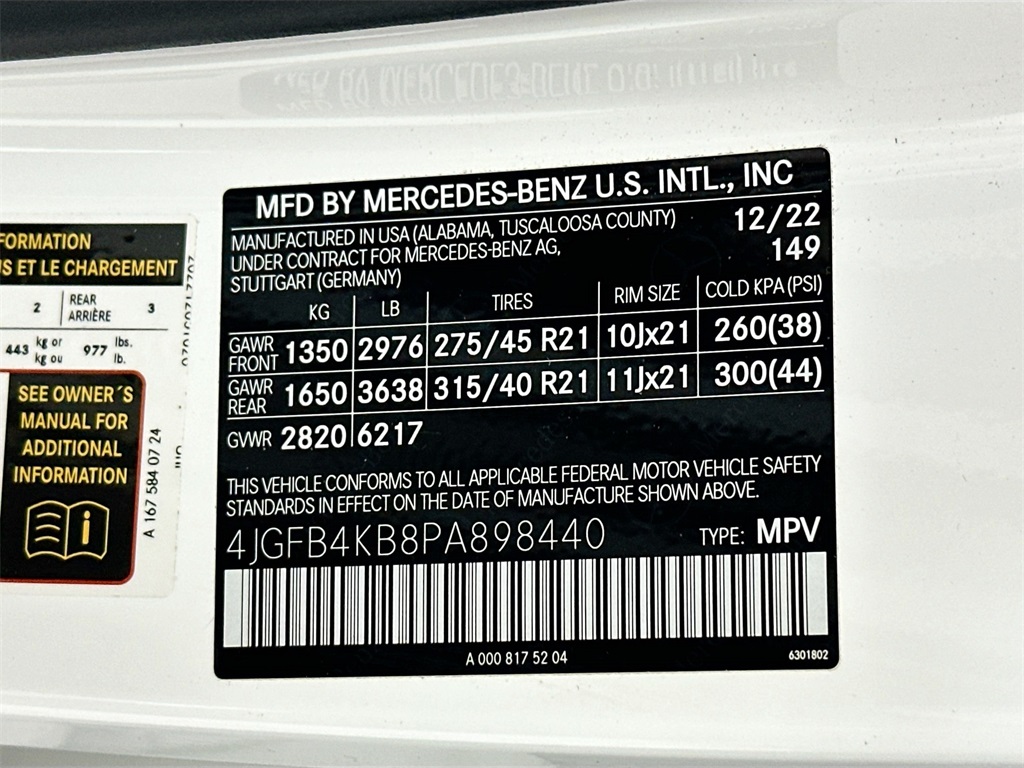 MFD BY MERCEDES-BENZ U.S. INTL., INC
MANUFACTURED IN USA (ALABAMA, TUSCALOOSA COUNTY) 12/22
UNDER CONTRACT FOR MERCEDES-BENZ AG, 149
STUTTGART (GERMANY)
KG LB TIRES RIM SIZE COLD KPA (PSI)
GAWR FRONT 1350 2976 275/45 R21 10Jx21 260(38)
GAWR REAR 1650 3638 315/40 R21 11Jx21 300(44)
GVWR 2820 6217
THIS VEHICLE CONFORMS TO ALL APPLICABLE FEDERAL MOTOR VEHICLE SAFETY
STANDARDS IN EFFECT ON THE DATE OF MANUFACTURE SHOWN ABOVE.
4JGFB4KB8PA898440 TYPE: MPV
A 000 817 52 04 6301802
FORMATION
S ET LE CHARGEMENT
2 REAR 3
ARRIÈRE
443 kg or 977 lbs.
kg ou lb.
SEE OWNER´S
MANUAL FOR
ADDITIONAL
INFORMATION
A 167 584 07 24